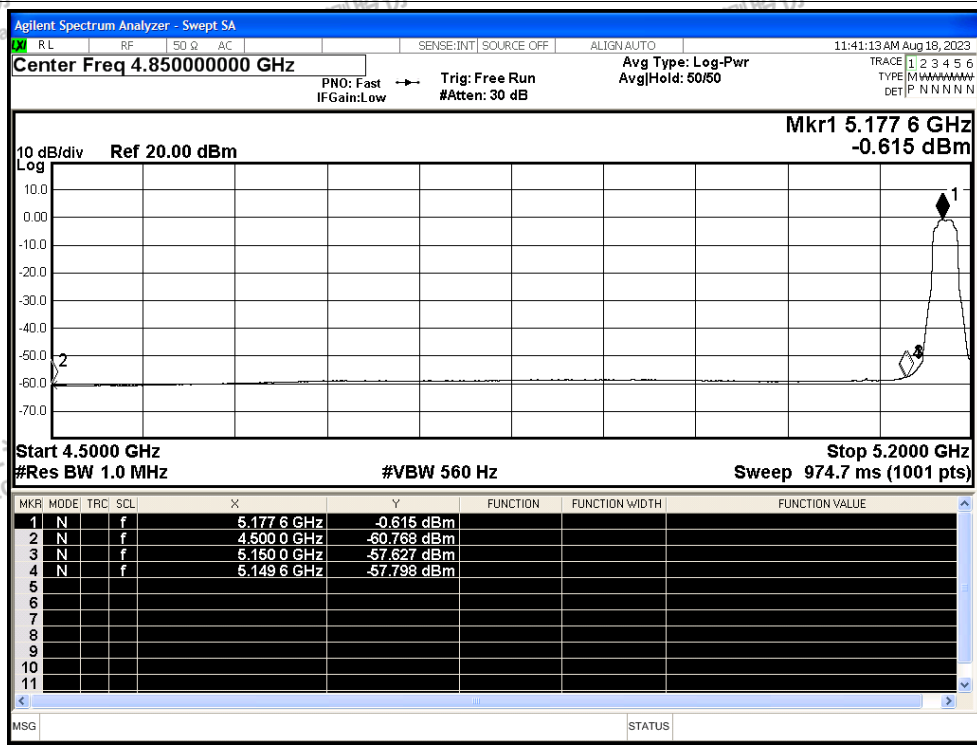 Agilent Spectrum Analyzer - Swept SA
LXI RL RF 50 Ω AC SENSE:INT SOURCE OFF ALIGN AUTO 11:41:13 AM Aug 18, 2023
Center Freq 4.850000000 GHz
PNO: Fast
IFGain:Low
Trig: Free Run
#Atten: 30 dB
Avg Type: Log-Pwr
Avg|Hold: 50/50
TRACE 1 2 3 4 5 6
TYPE M
DET P N N N N N
Mkr1 5.177 6 GHz
-0.615 dBm
10 dB/div Ref 20.00 dBm
Log
10.0
0.00
-10.0
-20.0
-30.0
-40.0
-50.0
-60.0
-70.0
1
2
Start 4.5000 GHz Stop 5.2000 GHz
#Res BW 1.0 MHz #VBW 560 Hz Sweep 974.7 ms (1001 pts)
MKR MODE TRC SCL X Y FUNCTION FUNCTION WIDTH FUNCTION VALUE
1 N f 5.177 6 GHz -0.615 dBm
2 N f 4.500 0 GHz -60.768 dBm
3 N f 5.150 0 GHz -57.627 dBm
4 N f 5.149 6 GHz -57.798 dBm
5
6
7
8
9
10
11
MSG STATUS